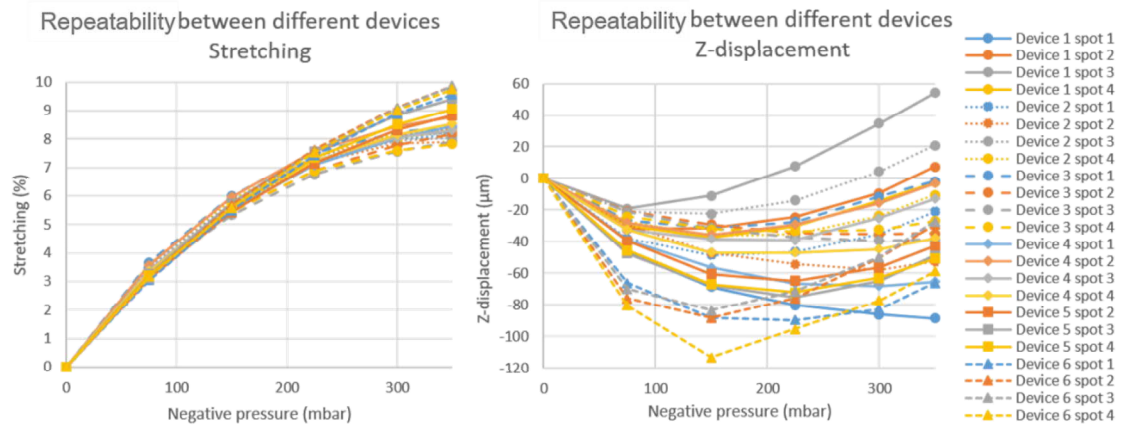 Repeatability between different devices
Stretching
10
9
8
7
6
5
4
3
2
1
0
0
100
200
300
Stretching (%)
Negative pressure (mbar)
Repeatability between different devices
Z-displacement
60
40
20
0
-20
-40
-60
-80
-100
-120
0
100
200
300
Z-displacement (µm)
Negative pressure (mbar)
Device 1 spot 1
Device 1 spot 2
Device 1 spot 3
Device 1 spot 4
Device 2 spot 1
Device 2 spot 2
Device 2 spot 3
Device 2 spot 4
Device 3 spot 1
Device 3 spot 2
Device 3 spot 3
Device 3 spot 4
Device 4 spot 1
Device 4 spot 2
Device 4 spot 3
Device 4 spot 4
Device 5 spot 2
Device 5 spot 3
Device 5 spot 4
Device 6 spot 1
Device 6 spot 2
Device 6 spot 3
Device 6 spot 4